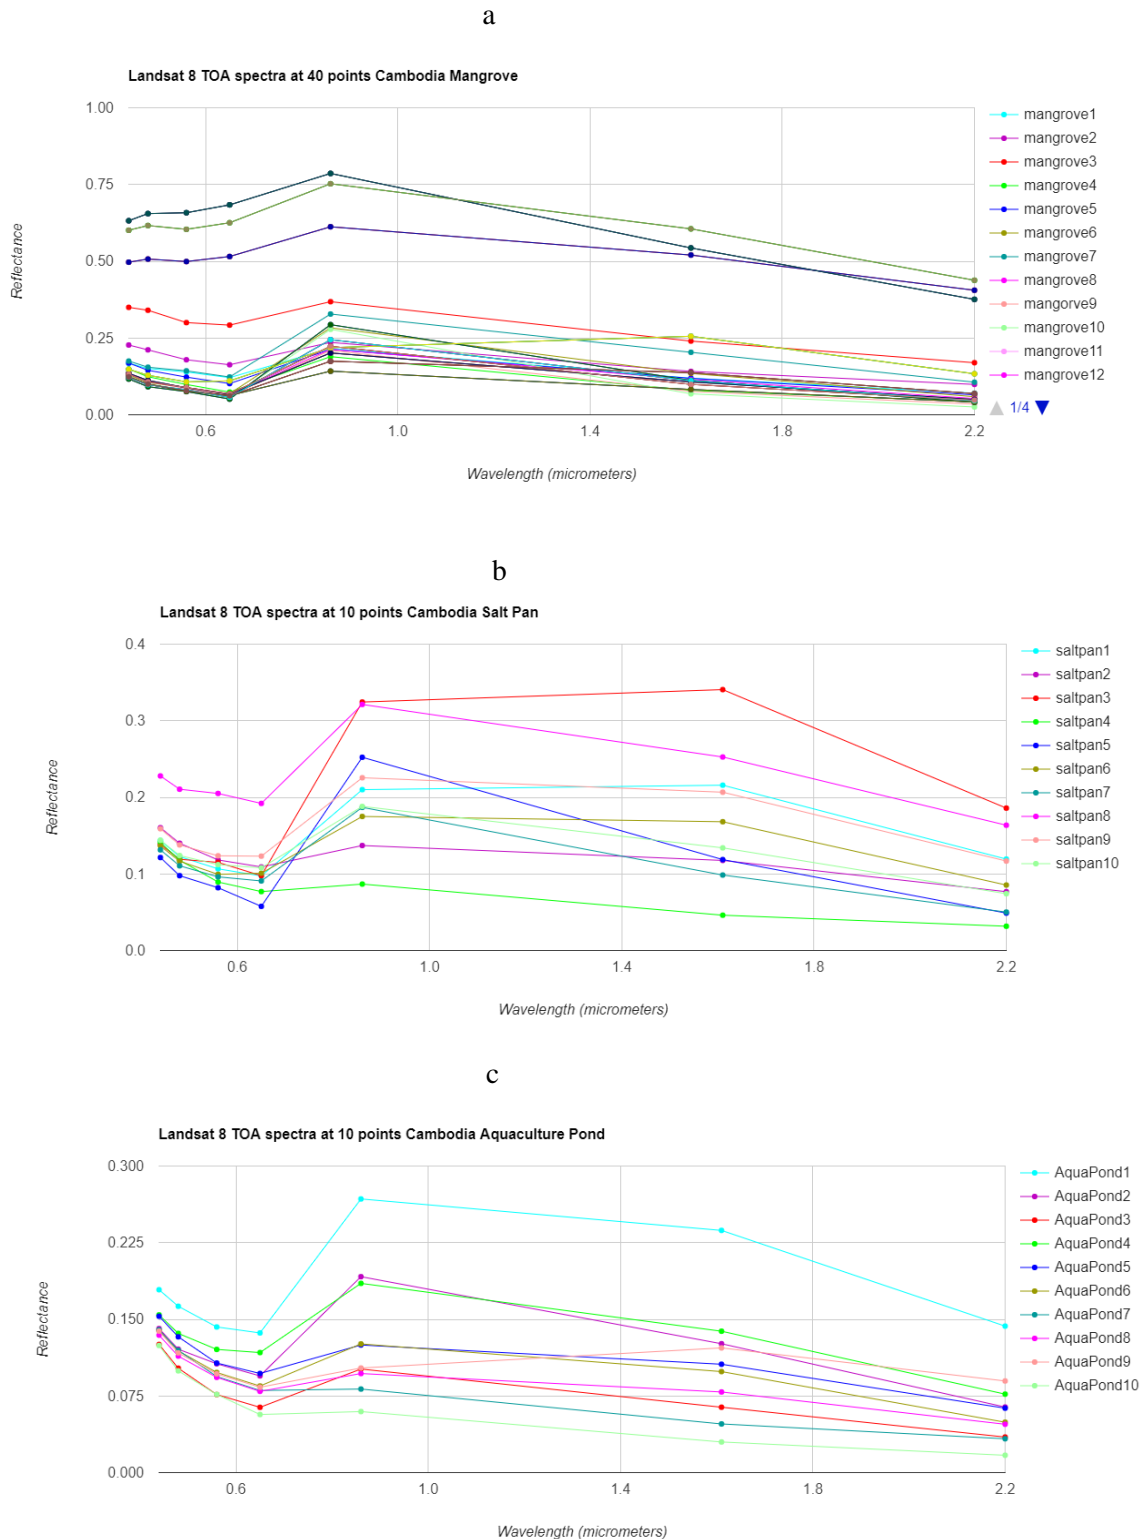 a
Landsat 8 TOA spectra at 40 points Cambodia Mangrove
1.00
0.75
0.50
0.25
0.00
Reflectance
0.6
1.0
1.4
1.8
2.2
Wavelength (micrometers)
mangrove1
mangrove2
mangrove3
mangrove4
mangrove5
mangrove6
mangrove7
mangrove8
mangorve9
mangrove10
mangrove11
mangrove12
1/4
b
Landsat 8 TOA spectra at 10 points Cambodia Salt Pan
0.4
0.3
0.2
0.1
0.0
Reflectance
0.6
1.0
1.4
1.8
2.2
Wavelength (micrometers)
saltpan1
saltpan2
saltpan3
saltpan4
saltpan5
saltpan6
saltpan7
saltpan8
saltpan9
saltpan10
c
Landsat 8 TOA spectra at 10 points Cambodia Aquaculture Pond
0.300
0.225
0.150
0.075
0.000
Reflectance
0.6
1.0
1.4
1.8
2.2
Wavelength (micrometers)
AquaPond1
AquaPond2
AquaPond3
AquaPond4
AquaPond5
AquaPond6
AquaPond7
AquaPond8
AquaPond9
AquaPond10